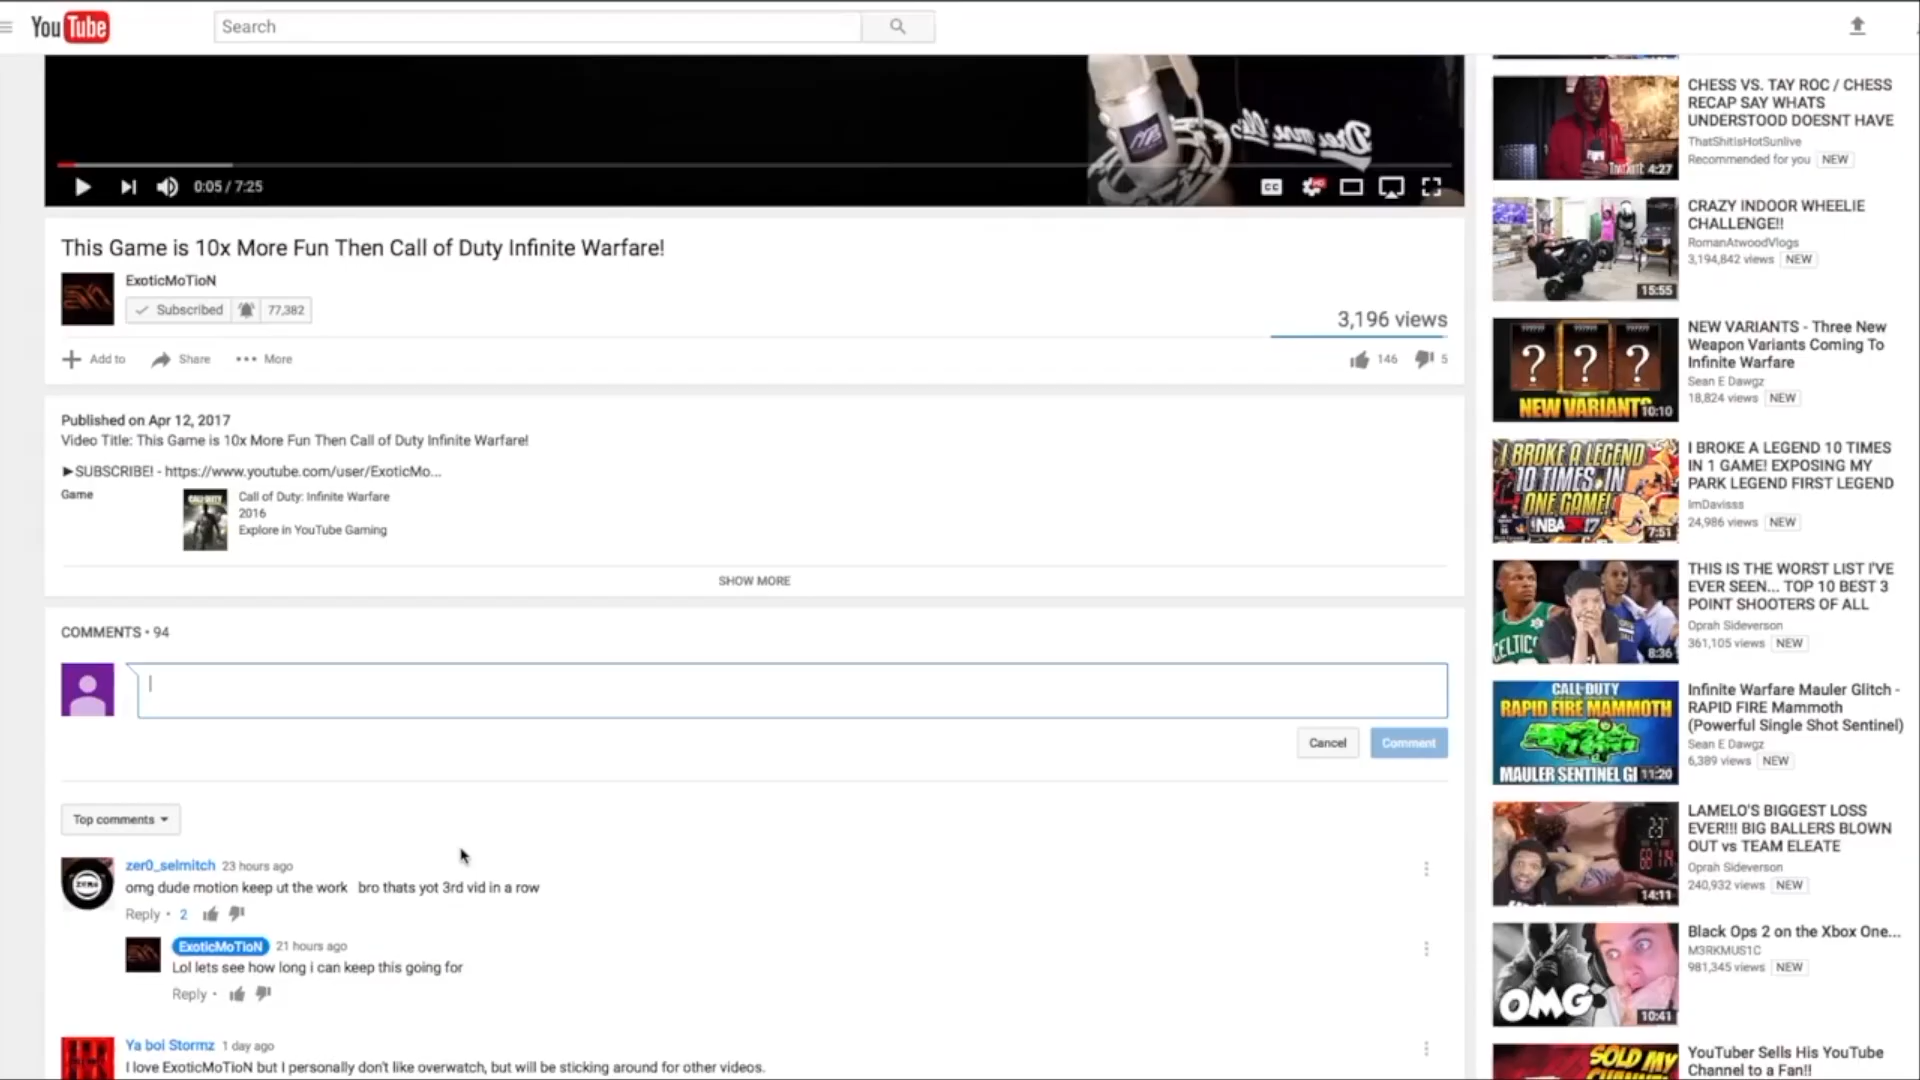 YouTube
Search
0:05 / 7:25
CC
HD
This Game is 10x More Fun Then Call of Duty Infinite Warfare!
ExoticMoTioN
Subscribed
77,382
3,196 views
Add to
Share
More
146
5
Published on Apr 12, 2017
Video Title: This Game is 10x More Fun Then Call of Duty Infinite Warfare!
►SUBSCRIBE! - https://www.youtube.com/user/ExoticMo...
Game
Call of Duty: Infinite Warfare
2016
Explore in YouTube Gaming
SHOW MORE
COMMENTS • 94
Cancel
Comment
Top comments
zer0_selmitch 23 hours ago
omg dude motion keep ut the work bro thats yot 3rd vid in a row
Reply • 2
ExoticMoTioN 21 hours ago
Lol lets see how long i can keep this going for
Reply •
Ya boi Stormz 1 day ago
I love ExoticMoTioN but I personally don't like overwatch, but will be sticking around for other videos.
4:27
CHESS VS. TAY ROC / CHESS
RECAP SAY WHATS
UNDERSTOOD DOESNT HAVE
ThatShitIsHotSunlive
Recommended for you NEW
15:55
CRAZY INDOOR WHEELIE
CHALLENGE!!
RomanAtwoodVlogs
3,194,842 views NEW
? ? ?
NEW VARIANTS
10:10
NEW VARIANTS - Three New
Weapon Variants Coming To
Infinite Warfare
Sean E Dawgz
18,824 views NEW
I BROKE A LEGEND
10 TIMES IN
ONE GAME!
NBA 2K17
7:51
I BROKE A LEGEND 10 TIMES
IN 1 GAME! EXPOSING MY
PARK LEGEND FIRST LEGEND
ImDavisss
24,986 views NEW
CELTICS
8:36
THIS IS THE WORST LIST I'VE
EVER SEEN... TOP 10 BEST 3
POINT SHOOTERS OF ALL
Oprah Sideverson
361,105 views NEW
CALL DUTY
RAPID FIRE MAMMOTH
MAULER SENTINEL GL
11:20
Infinite Warfare Mauler Glitch -
RAPID FIRE Mammoth
(Powerful Single Shot Sentinel)
Sean E Dawgz
6,389 views NEW
14:11
LAMELO'S BIGGEST LOSS
EVER!!! BIG BALLERS BLOWN
OUT vs TEAM ELEATE
Oprah Sideverson
240,932 views NEW
OMG
10:41
Black Ops 2 on the Xbox One...
M3RKMUS1C
981,345 views NEW
SOLD MY
YouTuber Sells His YouTube
Channel to a Fan!!